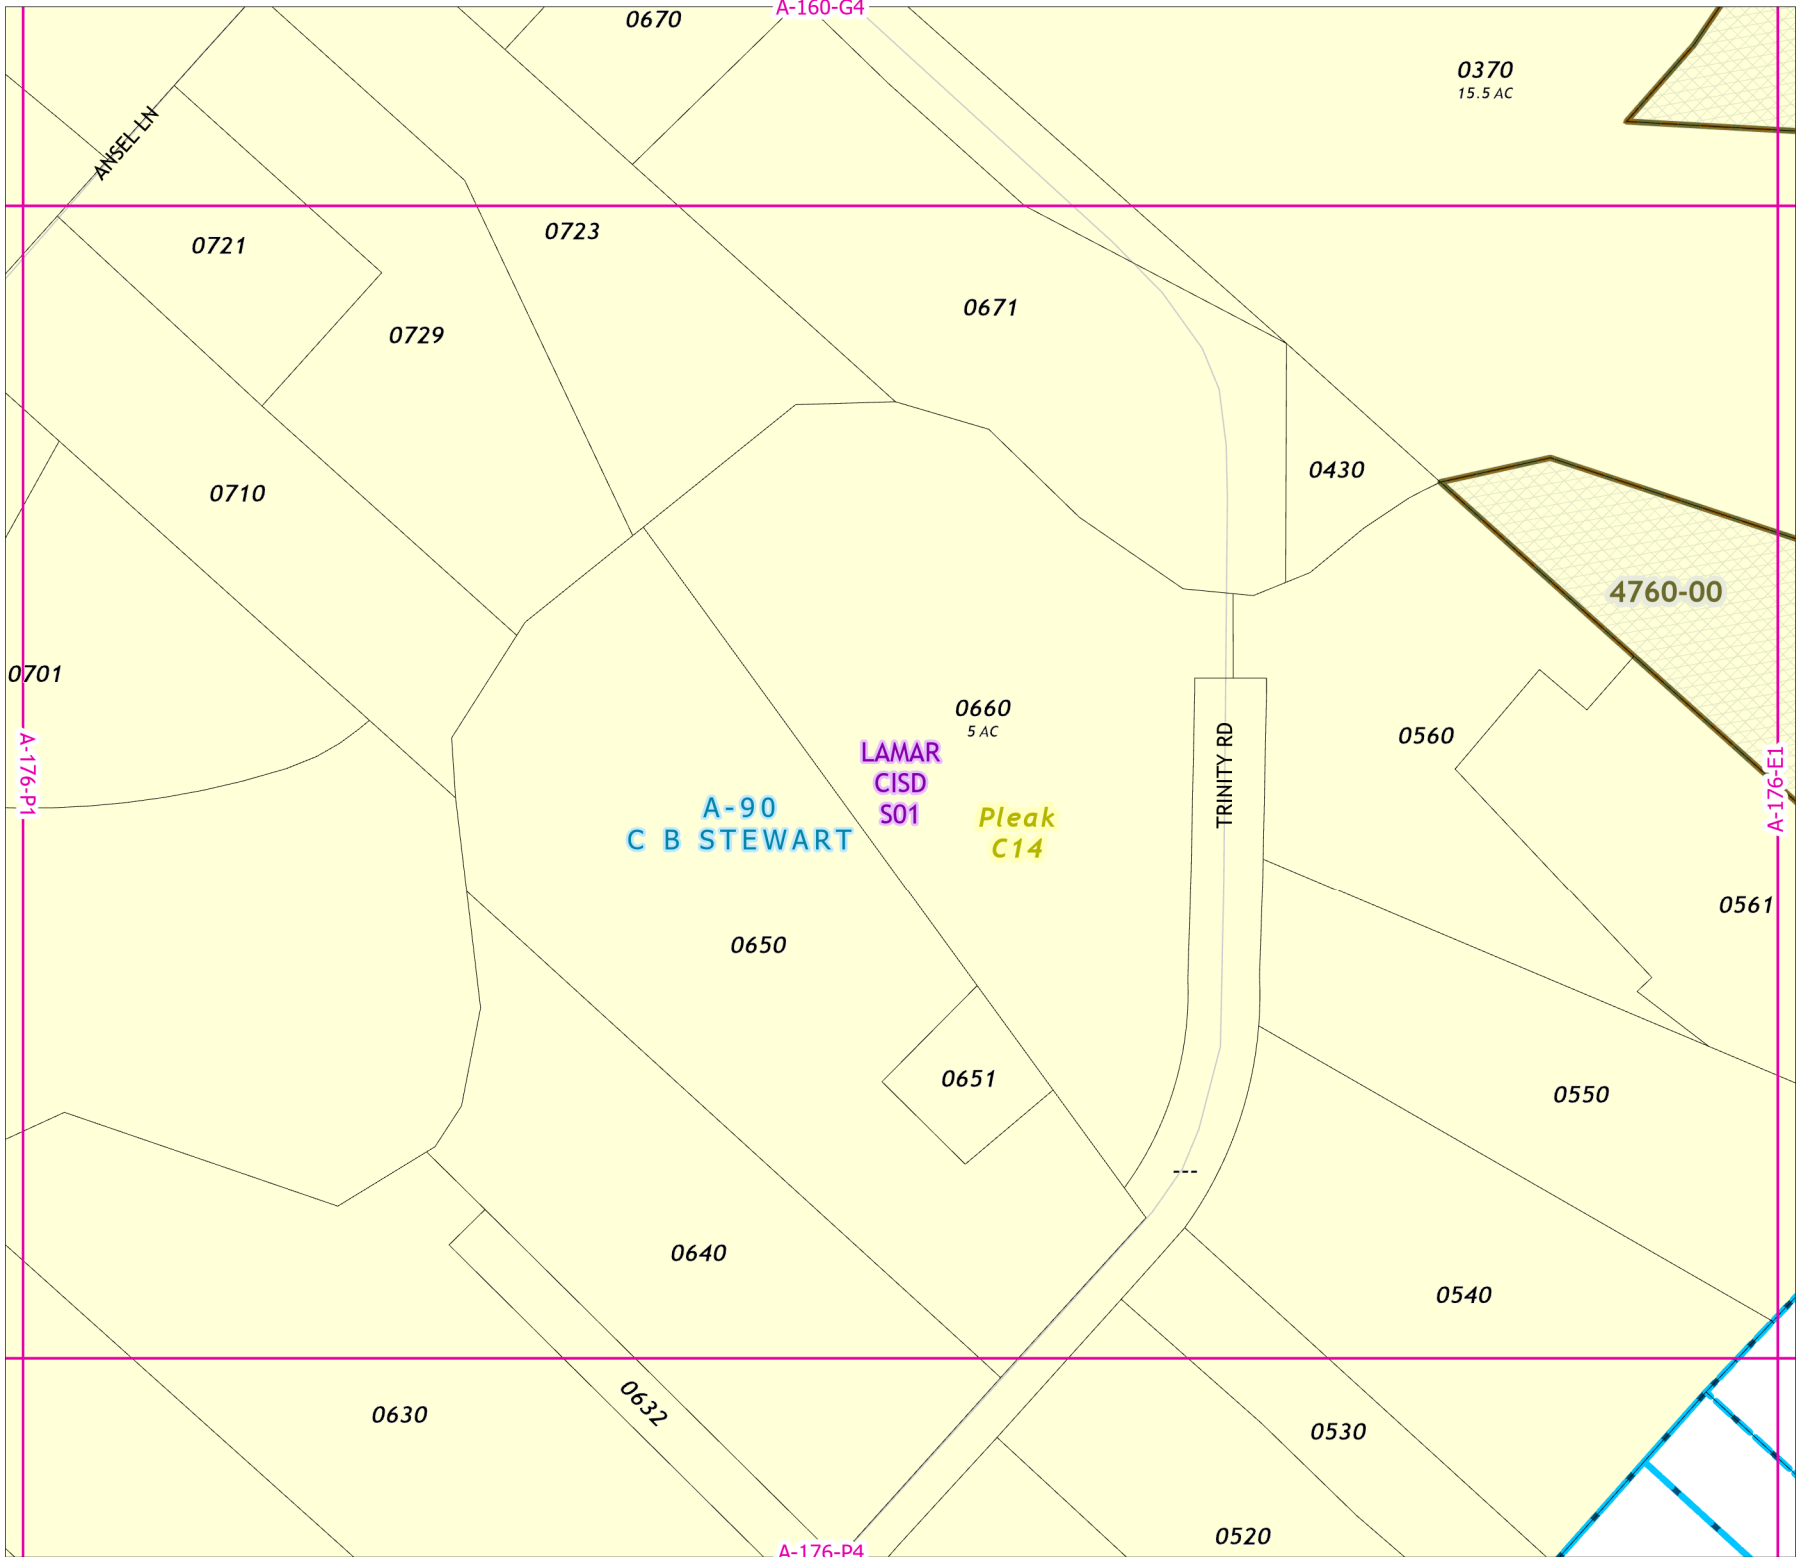 A-160-G4
0670
0370
15.5 AC
ANSEL LN
0721
0723
0729
0671
0430
0710
4760-00
0701
0660
5 AC
0560
TRINITY RD
LAMAR
CISD
S01
A-176-P1
A-176-E1
A-90
C B STEWART
Pleak
C14
0561
0650
0651
0550
---
0640
0540
0630
0632
0530
0520
A-176-P4